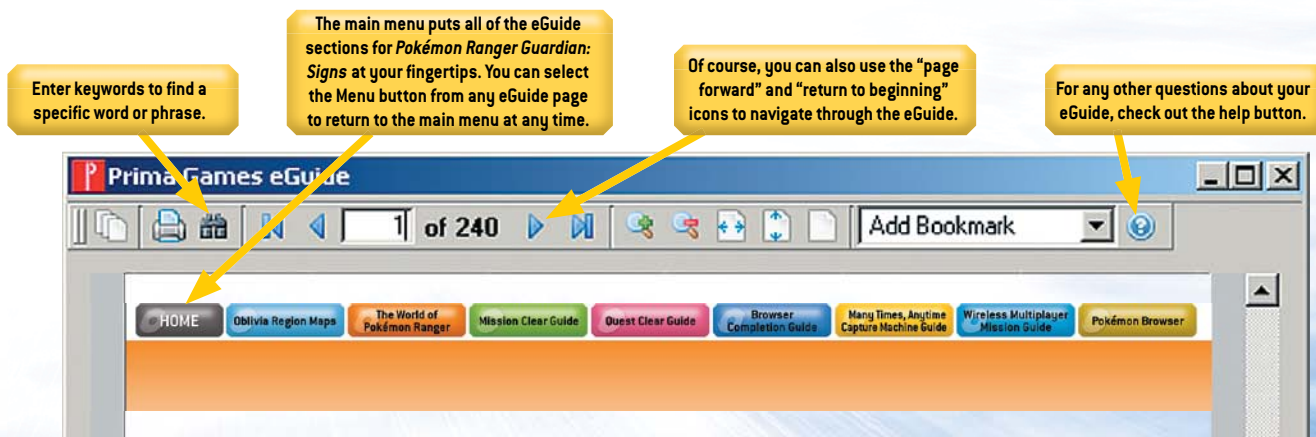 Enter keywords to find a
specific word or phrase.
The main menu puts all of the eGuide
sections for Pokémon Ranger Guardian:
Signs at your fingertips. You can select
the Menu button from any eGuide page
to return to the main menu at any time.
Of course, you can also use the “page
forward” and “return to beginning”
icons to navigate through the eGuide.
For any other questions about your
eGuide, check out the help button.
Prima Games eGuide
1 of 240 Add Bookmark
HOME
Oblivia Region Maps
The World of
Pokémon Ranger
Mission Clear Guide
Quest Clear Guide
Browser
Completion Guide
Many Times, Anytime
Capture Machine Guide
Wireless Multiplayer
Mission Guide
Pokémon Browser